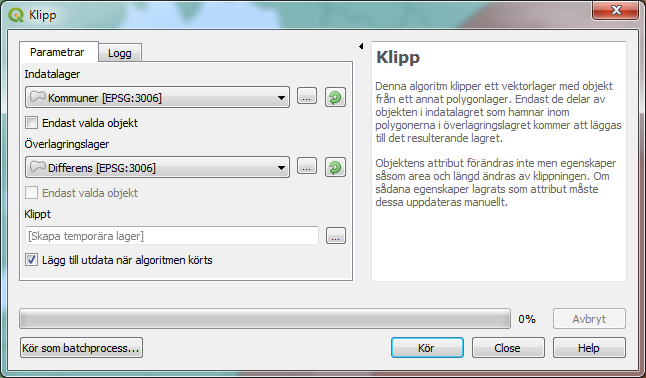 Klipp
Parametrar
Logg
Indatalager
Kommuner [EPSG:3006]
...
Endast valda objekt
Överlagringslager
Differens [EPSG:3006]
...
Endast valda objekt
Klippt
[Skapa temporära lager]
...
Lägg till utdata när algoritmen körts
Klipp
Denna algoritm klipper ett vektorlager med objekt
från ett annat polygonlager. Endast de delar av
objekten i indatalagret som hamnar inom
polygonerna i överlagringslagret kommer att läggas
till det resulterande lagret.
Objektens attribut förändras inte men egenskaper
såsom area och längd ändras av klippningen. Om
sådana egenskaper lagrats som attribut måste
dessa uppdateras manuellt.
0%
Avbryt
Kör som batchprocess...
Kör
Close
Help